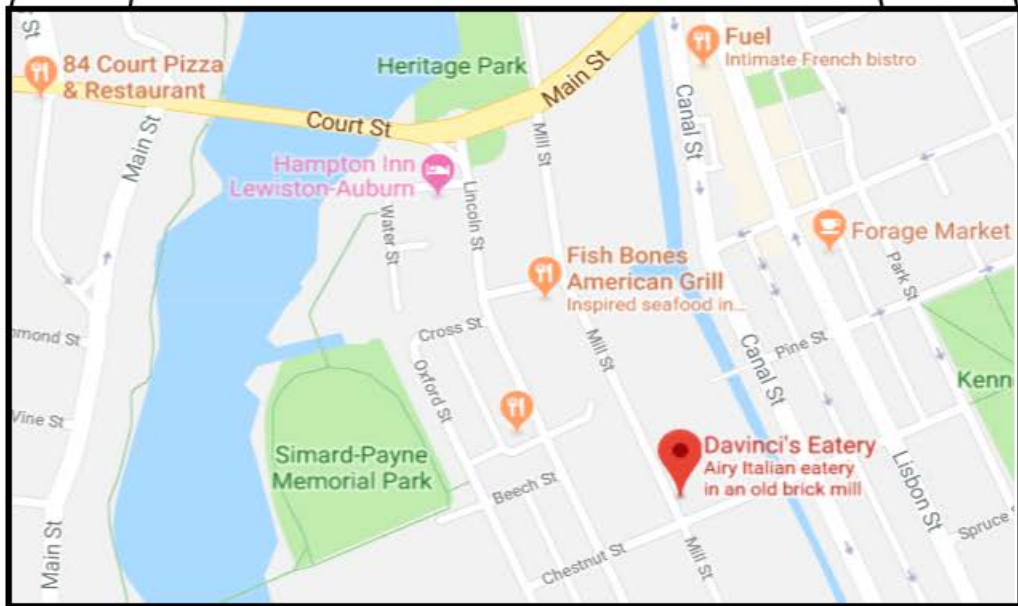 St
84 Court Pizza
& Restaurant
Main St
Court St
Heritage Park
Main St
Mill St
Canal St
Fuel
Intimate French bistro
Hampton Inn
Lewiston-Auburn
Water St
Lincoln St
Fish Bones
American Grill
Inspired seafood in...
Forage Market
Park St
mmond St
Cross St
Oxford St
Mill St
Canal St
Pine St
Kenn
Vine St
Simard-Payne
Memorial Park
Davinci's Eatery
Airy Italian eatery
in an old brick mill
Lisbon St
Beech St
Main St
Chestnut St
Mill St
Spruce S